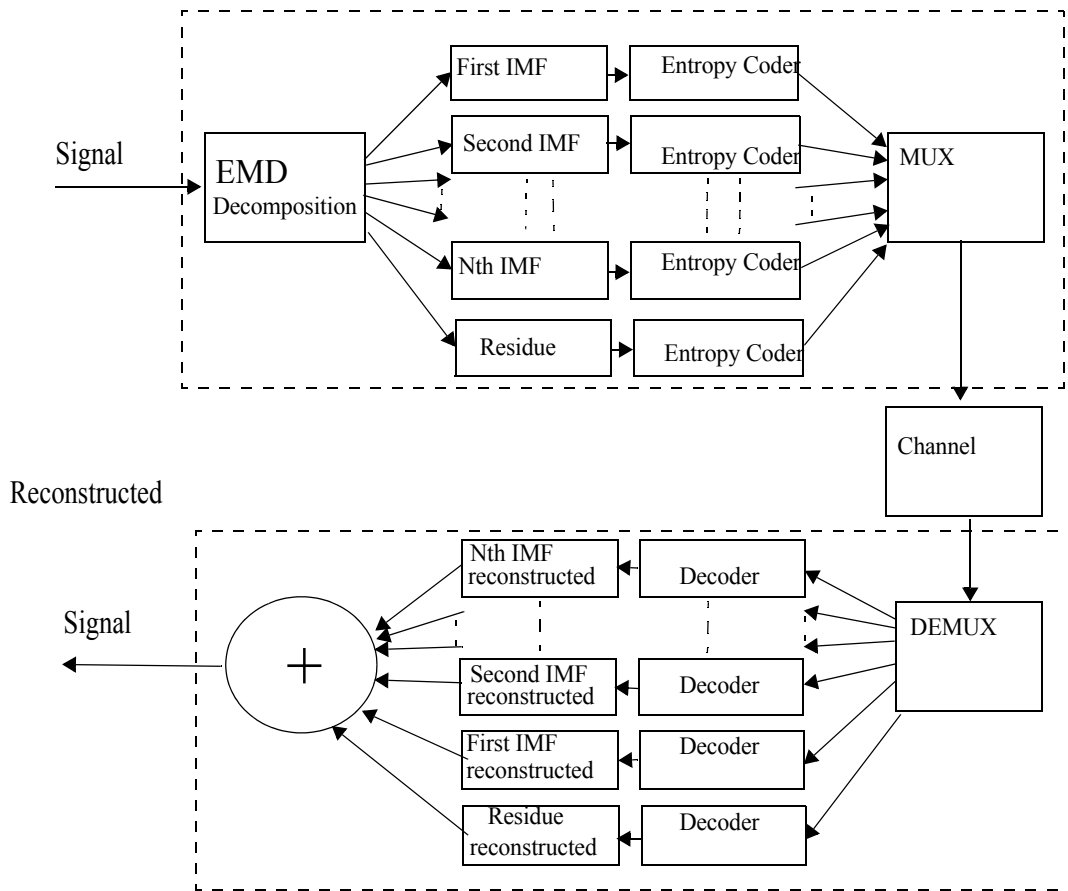 First IMF
Entropy Coder
Signal
EMD
Decomposition
Second IMF
Entropy Coder
MUX
Nth IMF
Entropy Coder
Residue
Entropy Coder
Channel
Reconstructed
Nth IMF
reconstructed
Decoder
Signal
+
DEMUX
Second IMF
reconstructed
Decoder
First IMF
reconstructed
Decoder
Residue
reconstructed
Decoder